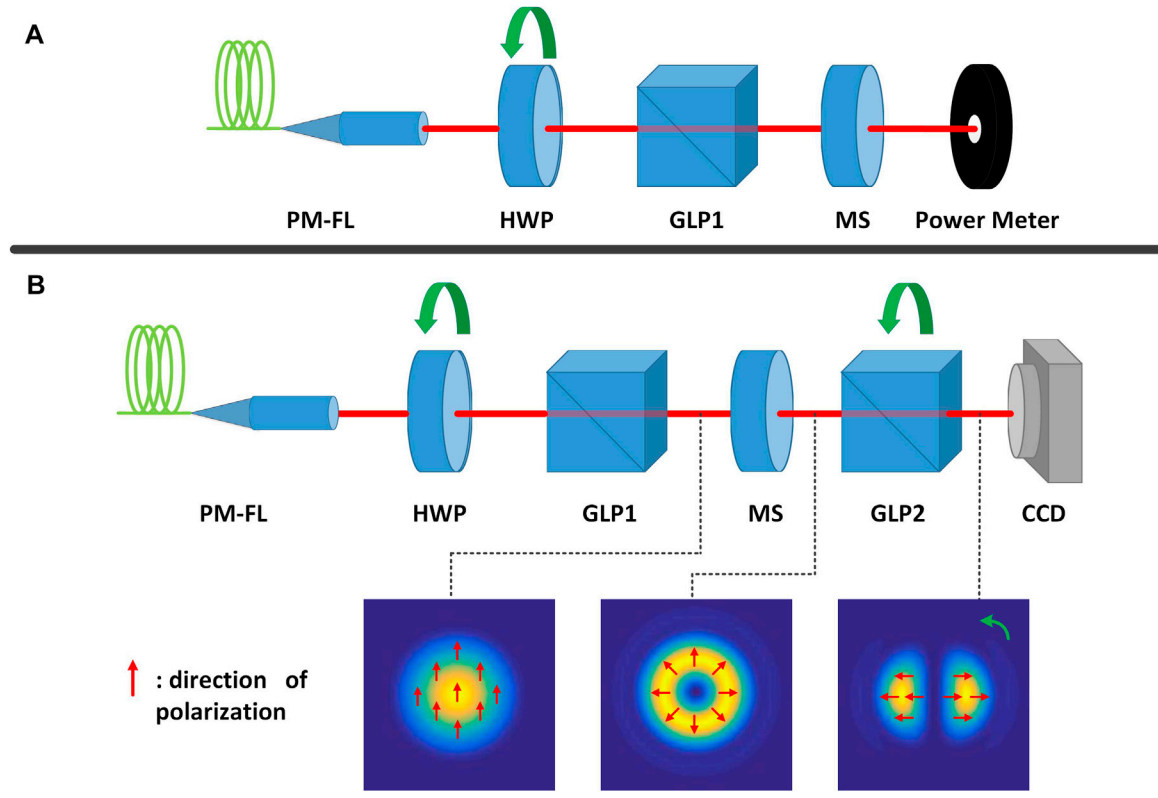 A
PM-FL
HWP
GLP1
MS
Power Meter
B
PM-FL
HWP
GLP1
MS
GLP2
CCD
: direction of
polarization